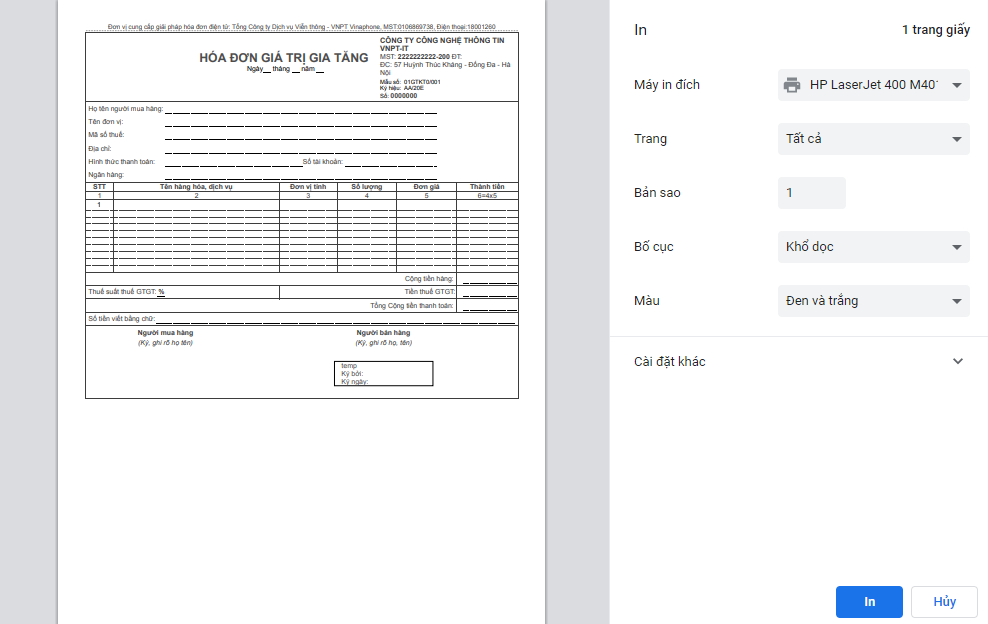 Đơn vị cung cấp giải pháp hóa đơn điện tử: Tổng Công ty Dịch vụ Viễn thông - VNPT Vinaphone, MST:0106869738, Điện thoại:18001260
HÓA ĐƠN GIÁ TRỊ GIA TĂNG
Ngày tháng năm
CÔNG TY CÔNG NGHỆ THÔNG TIN
VNPT-IT
MST: 2222222222-200 ĐT:
ĐC: 57 Huỳnh Thúc Kháng - Đống Đa - Hà
Nội
Mẫu số: 01GTKT0/001
Ký hiệu: AA/20E
Số: 0000000
Họ tên người mua hàng:
Tên đơn vị:
Mã số thuế:
Địa chỉ:
Hình thức thanh toán: Số tài khoản:
Ngân hàng:
STT Tên hàng hóa, dịch vụ Đơn vị tính Số lượng Đơn giá Thành tiền
1 2 3 4 5 6=4x5
1
Cộng tiền hàng:
Thuế suất thuế GTGT: % Tiền thuế GTGT:
Tổng Cộng tiền thanh toán:
Số tiền viết bằng chữ:
Người mua hàng Người bán hàng
(Ký, ghi rõ họ tên) (Ký, ghi rõ họ, tên)
temp
Ký bởi:
Ký ngày:
In 1 trang giấy
Máy in đích HP LaserJet 400 M401
Trang Tất cả
Bản sao 1
Bố cục Khổ dọc
Màu Đen và trắng
Cài đặt khác
In Hủy